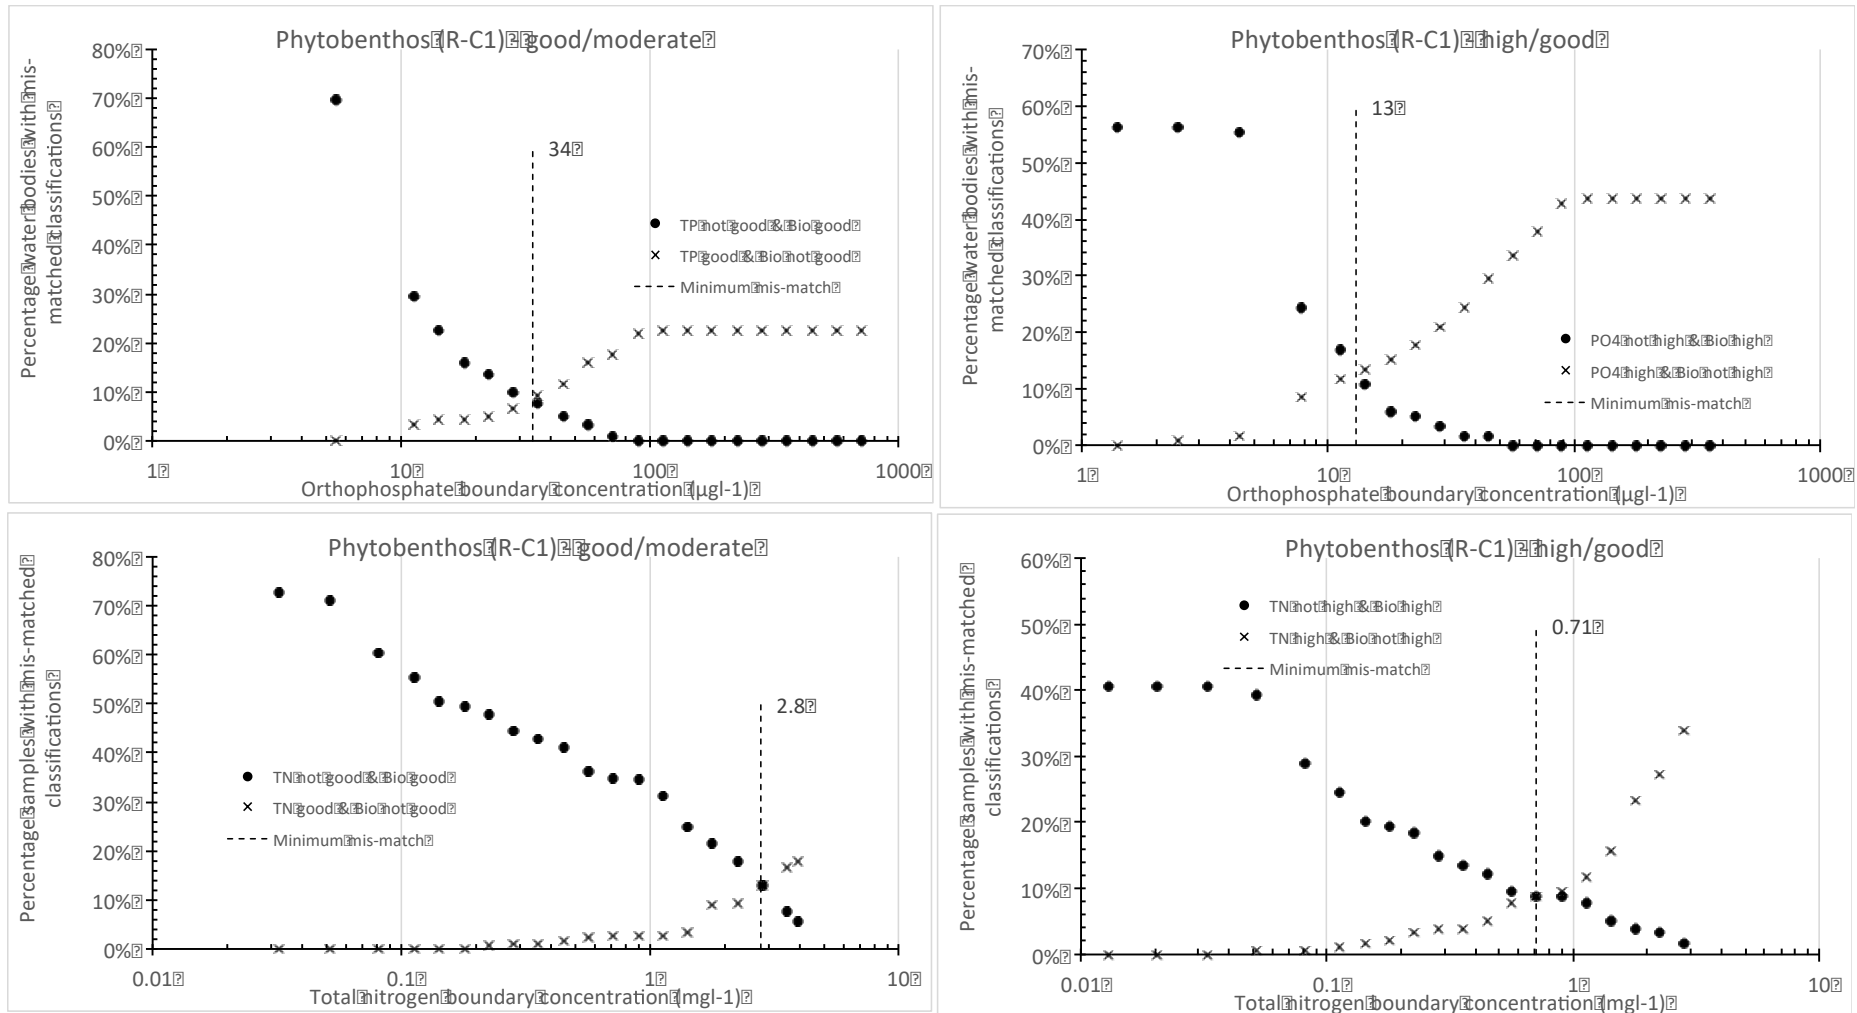 Phytobenthos (R-C1) - good/moderate
Percentage water bodies with mis-
matched classifications
80%
70%
60%
50%
40%
30%
20%
10%
0%
34
TP not good & Bio good
TP good & Bio not good
Minimum mis-match
1
10
100
1000
Orthophosphate boundary concentration (µgl-1)
Phytobenthos (R-C1) - high/good
Percentage water bodies with mis-
matched classifications
70%
60%
50%
40%
30%
20%
10%
0%
13
PO4 not high & Bio high
PO4 high & Bio not high
Minimum mis-match
1
10
100
1000
Orthophosphate boundary concentration (µgl-1)
Phytobenthos (R-C1) - good/moderate
Percentage samples with mis-matched
classifications
80%
70%
60%
50%
40%
30%
20%
10%
0%
2.8
TN not good & Bio good
TN good & Bio not good
Minimum mis-match
0.01
0.1
1
10
Total nitrogen boundary concentration (mgl-1)
Phytobenthos (R-C1) - high/good
Percentage samples with mis-matched
classifications
60%
50%
40%
30%
20%
10%
0%
TN not high & Bio high
TN high & Bio not high
Minimum mis-match
0.71
0.01
0.1
1
10
Total nitrogen boundary concentration (mgl-1)